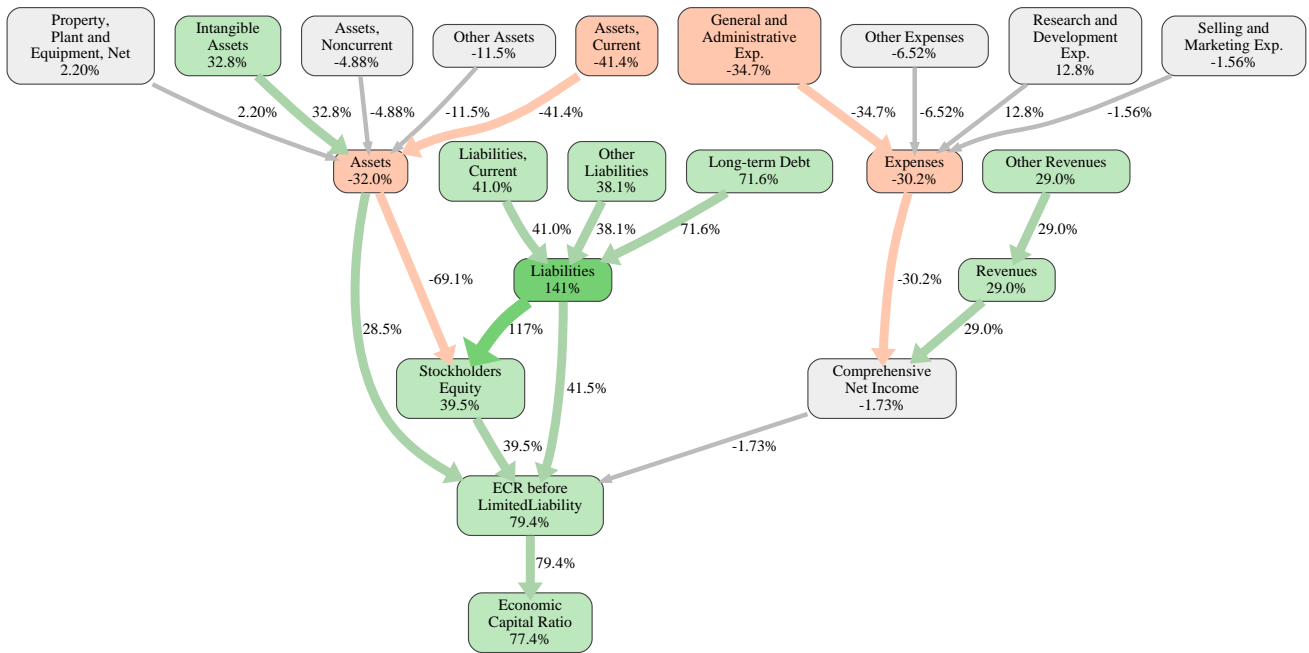 Property,
Plant and
Equipment, Net
2.20%
Intangible
Assets
32.8%
Assets,
Noncurrent
-4.88%
Other Assets
-11.5%
Assets,
Current
-41.4%
General and
Administrative
Exp.
-34.7%
Other Expenses
-6.52%
Research and
Development
Exp.
12.8%
Selling and
Marketing Exp.
-1.56%
2.20%
32.8%
-4.88%
-11.5%
-41.4%
-34.7%
-6.52%
12.8%
-1.56%
Assets
-32.0%
Liabilities,
Current
41.0%
Other
Liabilities
38.1%
Long-term Debt
71.6%
Expenses
-30.2%
Other Revenues
29.0%
41.0%
38.1%
71.6%
29.0%
Liabilities
141%
Revenues
29.0%
-69.1%
-30.2%
28.5%
117%
29.0%
Stockholders
Equity
39.5%
41.5%
Comprehensive
Net Income
-1.73%
39.5%
-1.73%
ECR before
LimitedLiability
79.4%
79.4%
Economic
Capital Ratio
77.4%